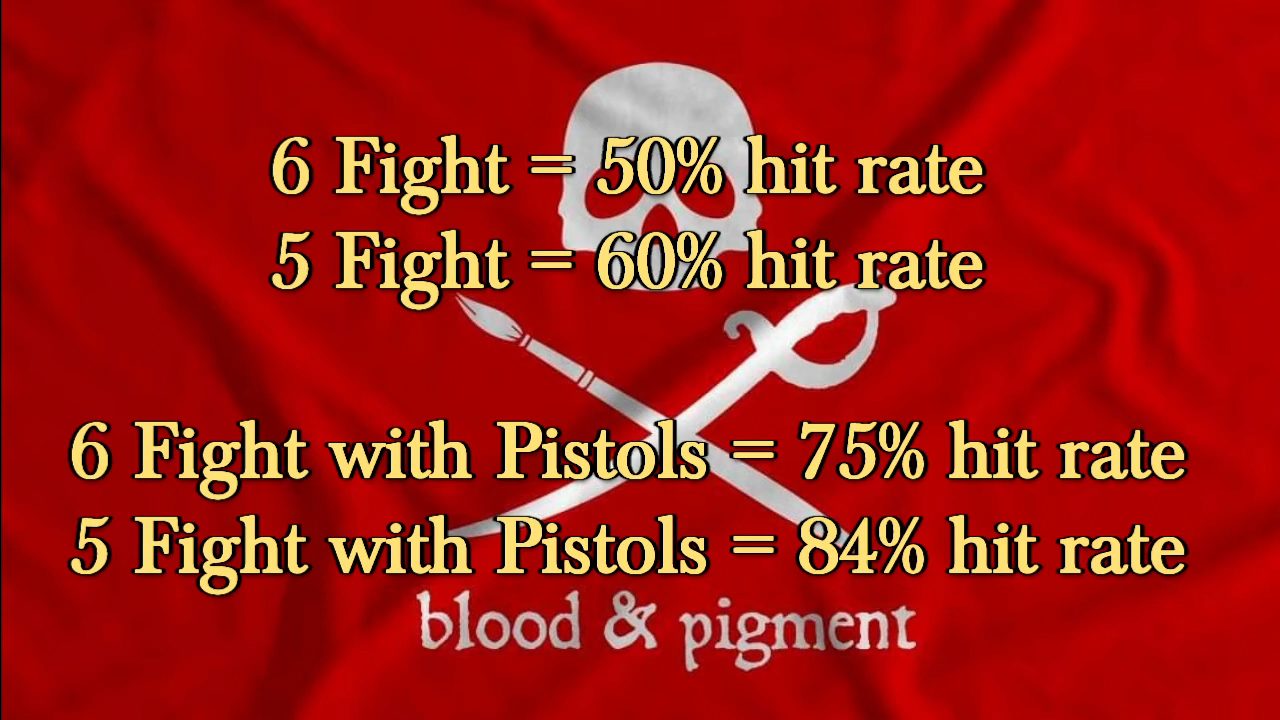 6 Fight = 50% hit rate
5 Fight = 60% hit rate
6 Fight with Pistols = 75% hit rate
5 Fight with Pistols = 84% hit rate
blood & pigment